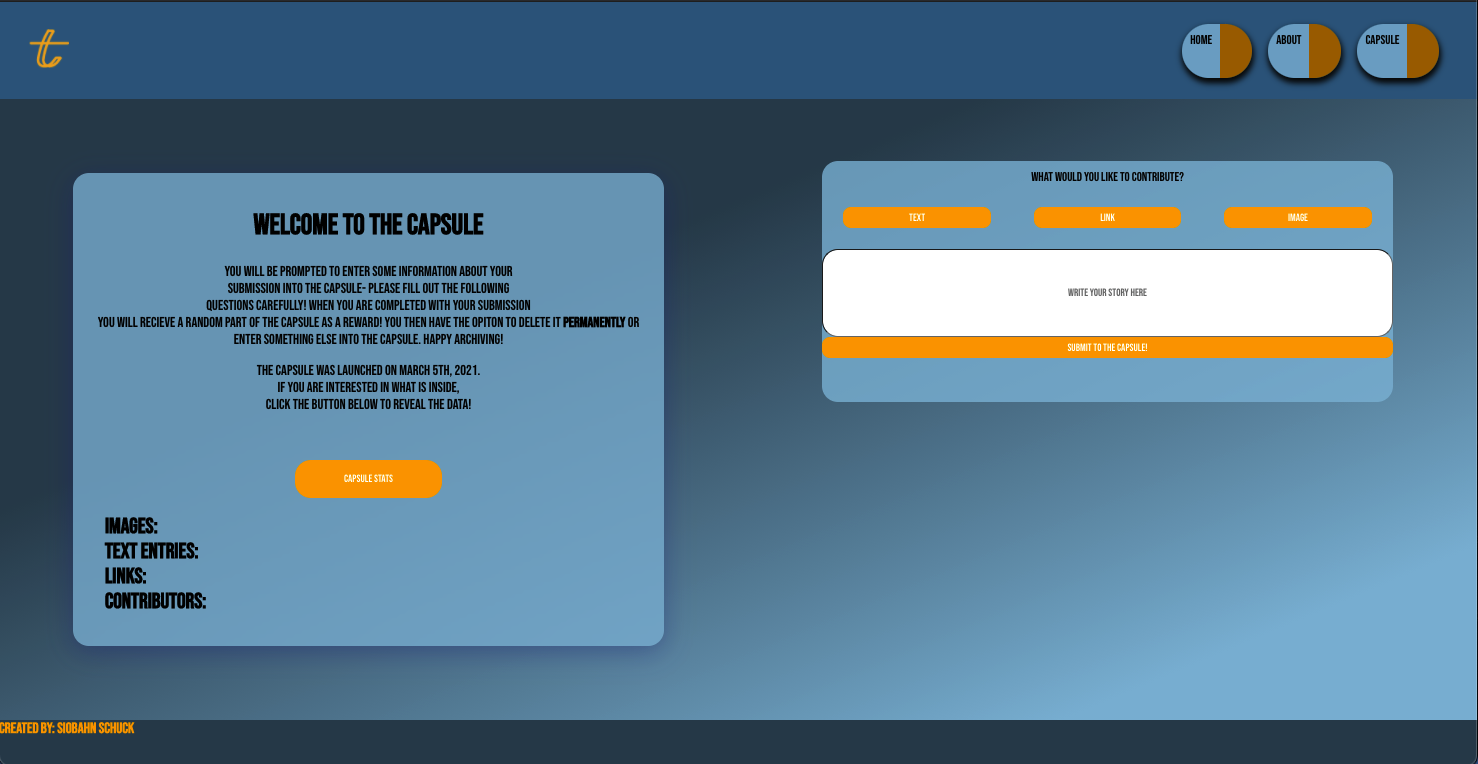 t
HOME
ABOUT
CAPSULE
WELCOME TO THE CAPSULE
YOU WILL BE PROMPTED TO ENTER SOME INFORMATION ABOUT YOUR
SUBMISSION INTO THE CAPSULE- PLEASE FILL OUT THE FOLLOWING
QUESTIONS CAREFULLY! WHEN YOU ARE COMPLETED WITH YOUR SUBMISSION
YOU WILL RECIEVE A RANDOM PART OF THE CAPSULE AS A REWARD! YOU THEN HAVE THE OPITON TO DELETE IT PERMANENTLY OR
ENTER SOMETHING ELSE INTO THE CAPSULE. HAPPY ARCHIVING!
THE CAPSULE WAS LAUNCHED ON MARCH 5TH, 2021.
IF YOU ARE INTERESTED IN WHAT IS INSIDE,
CLICK THE BUTTON BELOW TO REVEAL THE DATA!
CAPSULE STATS
IMAGES:
TEXT ENTRIES:
LINKS:
CONTRIBUTORS:
WHAT WOULD YOU LIKE TO CONTRIBUTE?
TEXT
LINK
IMAGE
WRITE YOUR STORY HERE
SUBMIT TO THE CAPSULE!
CREATED BY: SIOBAHN SCHUCK